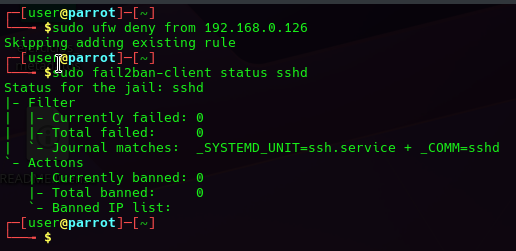 ┌─[user@parrot]─[~]
└──╼ $sudo ufw deny from 192.168.0.126
Skipping adding existing rule
┌─[user@parrot]─[~]
└──╼ $sudo fail2ban-client status sshd
Status for the jail: sshd
|- Filter
|  |- Currently failed: 0
|  |- Total failed:     0
|  `- Journal matches:  _SYSTEMD_UNIT=ssh.service + _COMM=sshd
`- Actions
   |- Currently banned: 0
   |- Total banned:     0
   `- Banned IP list:
┌─[user@parrot]─[~]
└──╼ $